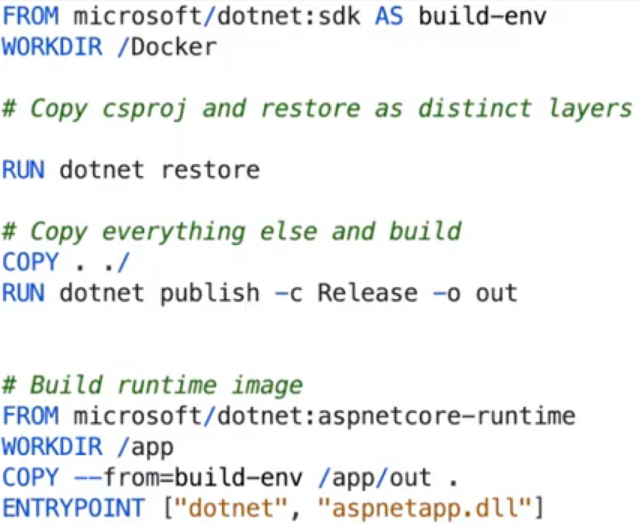 FROM microsoft/dotnet:sdk AS build-env
WORKDIR /Docker
# Copy csproj and restore as distinct layers
RUN dotnet restore
# Copy everything else and build
COPY . ./
RUN dotnet publish -c Release -o out
# Build runtime image
FROM microsoft/dotnet:aspnetcore-runtime
WORKDIR /app
COPY --from=build-env /app/out .
ENTRYPOINT ["dotnet", "aspnetapp.dll"]